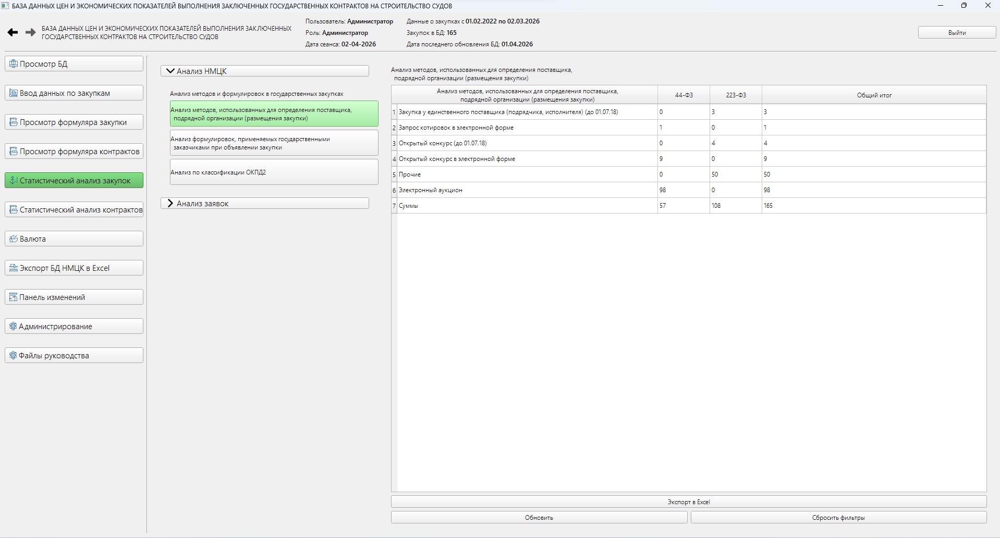 БАЗА ДАННЫХ ЦЕН И ЭКОНОМИЧЕСКИХ ПОКАЗАТЕЛЕЙ ВЫПОЛНЕНИЯ ЗАКЛЮЧЕННЫХ ГОСУДАРСТВЕННЫХ КОНТРАКТОВ НА СТРОИТЕЛЬСТВО СУДОВ
БАЗА ДАННЫХ ЦЕН И ЭКОНОМИЧЕСКИХ ПОКАЗАТЕЛЕЙ ВЫПОЛНЕНИЯ ЗАКЛЮЧЕННЫХ
ГОСУДАРСТВЕННЫХ КОНТРАКТОВ НА СТРОИТЕЛЬСТВО СУДОВ
Пользователь: Администратор
Роль: Администратор
Дата сеанса: 02-04-2026
Данные о закупках с 01.02.2022 по 02.03.2026
Закупок в БД: 165
Дата последнего обновления БД: 01.04.2026
Выйти
Просмотр БД
Ввод данных по закупкам
Просмотр формуляра закупки
Просмотр формуляра контрактов
Статистический анализ закупок
Статистический анализ контрактов
Валюта
Экспорт БД НМЦК в Excel
Панель изменений
Администрирование
Файлы руководства
Анализ НМЦК
Анализ методов и формулировок в государственных закупках
Анализ методов, использованных для определения поставщика,
подрядной организации (размещения закупки)
Анализ формулировок, применяемых государственными
заказчиками при объявлении закупки
Анализ по классификации ОКПД2
Анализ заявок
Анализ методов, использованных для определения поставщика,
подрядной организации (размещения закупки)
Анализ методов, использованных для определения поставщика,
подрядной организации (размещения закупки)
44-ФЗ 223-ФЗ Общий итог
1 Закупка у единственного поставщика (подрядчика, исполнителя) (до 01.07.18) 0 3 3
2 Запрос котировок в электронной форме 1 0 1
3 Открытый конкурс (до 01.07.18) 0 4 4
4 Открытый конкурс в электронной форме 9 0 9
5 Прочие 0 50 50
6 Электронный аукцион 98 0 98
7 Суммы 57 108 165
Экспорт в Excel
Обновить
Сбросить фильтры